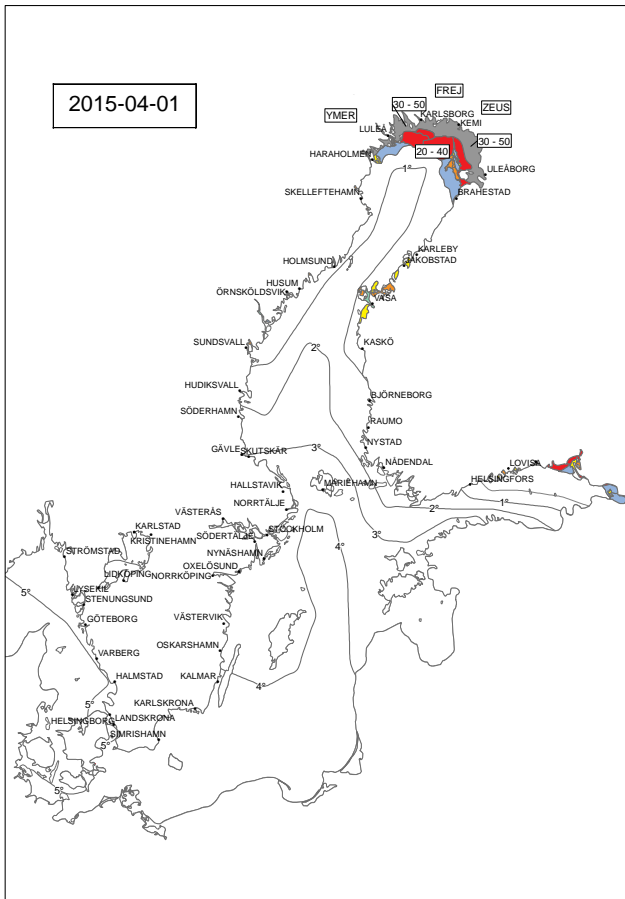 2015-04-01
FREJ
30 - 50
KARLSBORG
YMER
ZEUS
KEMI
LULEÅ
30 - 50
20 - 40
HARAHOLMEN
1°
ULEÅBORG
SKELLEFTEHAMN
BRAHESTAD
KARLEBY
JAKOBSTAD
HOLMSUND
HUSUM
ÖRNSKÖLDSVIK
VASA
SUNDSVALL
2°
KASKÖ
HUDIKSVALL
BJÖRNEBORG
SÖDERHAMN
RAUMO
GÄVLE
SKUTSKÄR
3°
NYSTAD
NÅDENDAL
LOVISA
HALLSTAVIK
MARIEHAMN
HELSINGFORS
NORRTÄLJE
2°
1°
VÄSTERÅS
KARLSTAD
KRISTINEHAMN
SÖDERTÄLJE
STOCKHOLM
3°
4°
STRÖMSTAD
NYNÄSHAMN
OXELÖSUND
LIDKÖPING
NORRKÖPING
5°
LYSEKIL
STENUNGSUND
GÖTEBORG
VÄSTERVIK
OSKARSHAMN
VARBERG
HALMSTAD
KALMAR
4°
5°
KARLSKRONA
HELSINGBORG
LANDSKRONA
SIMRISHAMN
5°
5°